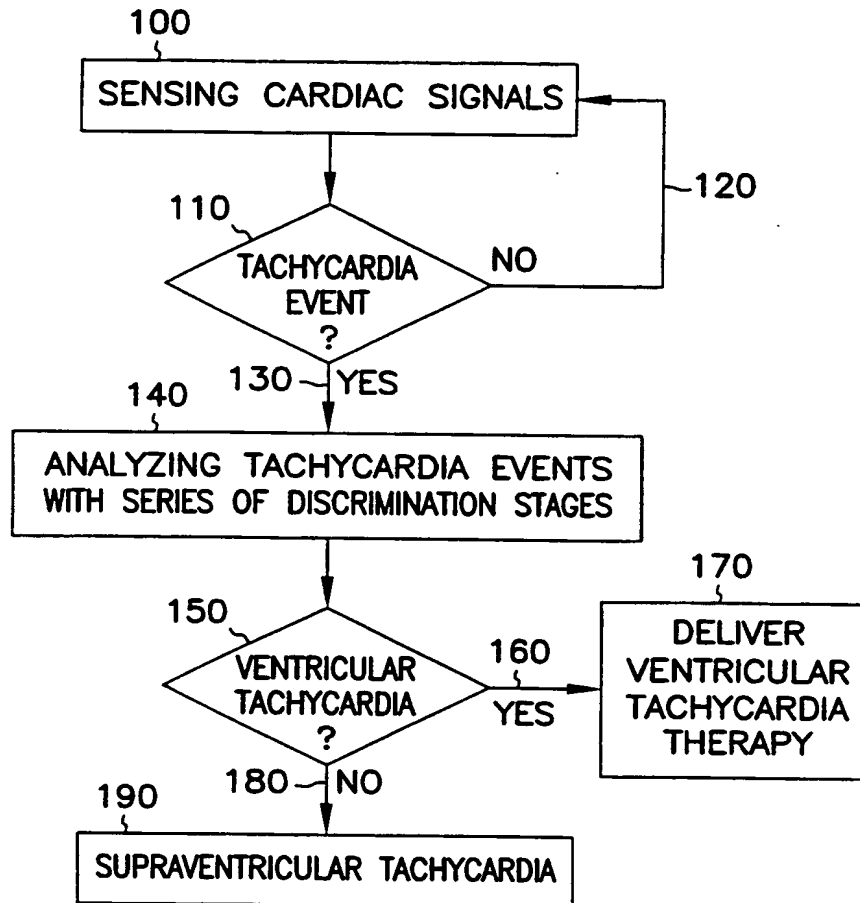 100
SENSING CARDIAC SIGNALS
120
110
TACHYCARDIA
EVENT
?
NO
130
YES
140
ANALYZING TACHYCARDIA EVENTS
WITH SERIES OF DISCRIMINATION STAGES
150
VENTRICULAR
TACHYCARDIA
?
160
YES
170
DELIVER
VENTRICULAR
TACHYCARDIA
THERAPY
180
NO
190
SUPRAVENTRICULAR TACHYCARDIA